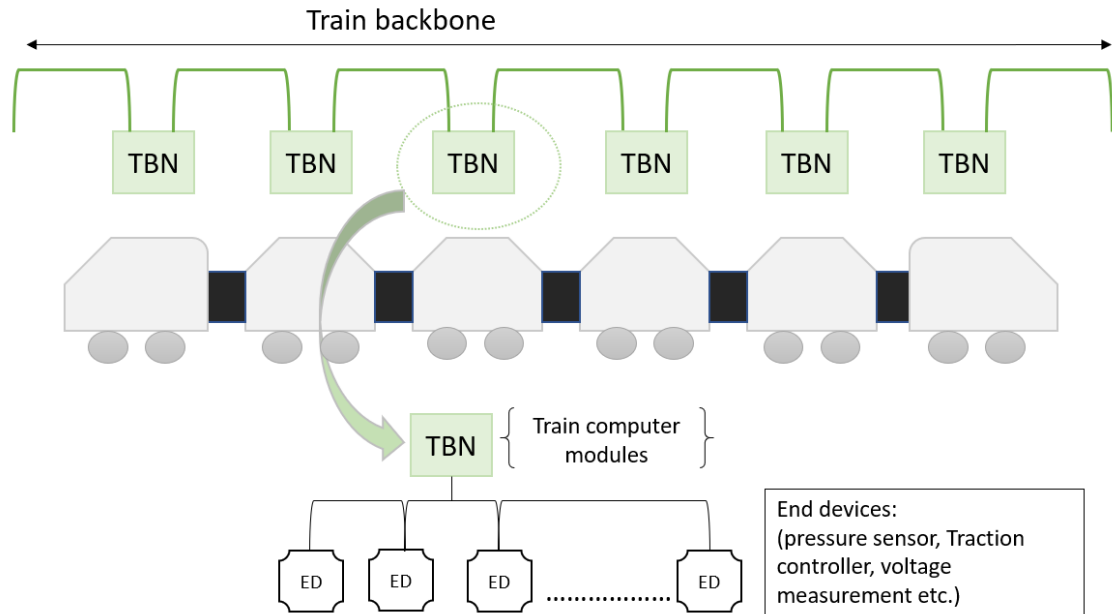 Train backbone
TBN
TBN
TBN
TBN
TBN
TBN
TBN
Train computer
modules
ED
ED
ED
ED
.......................
End devices:
(pressure sensor, Traction
controller, voltage
measurement etc.)